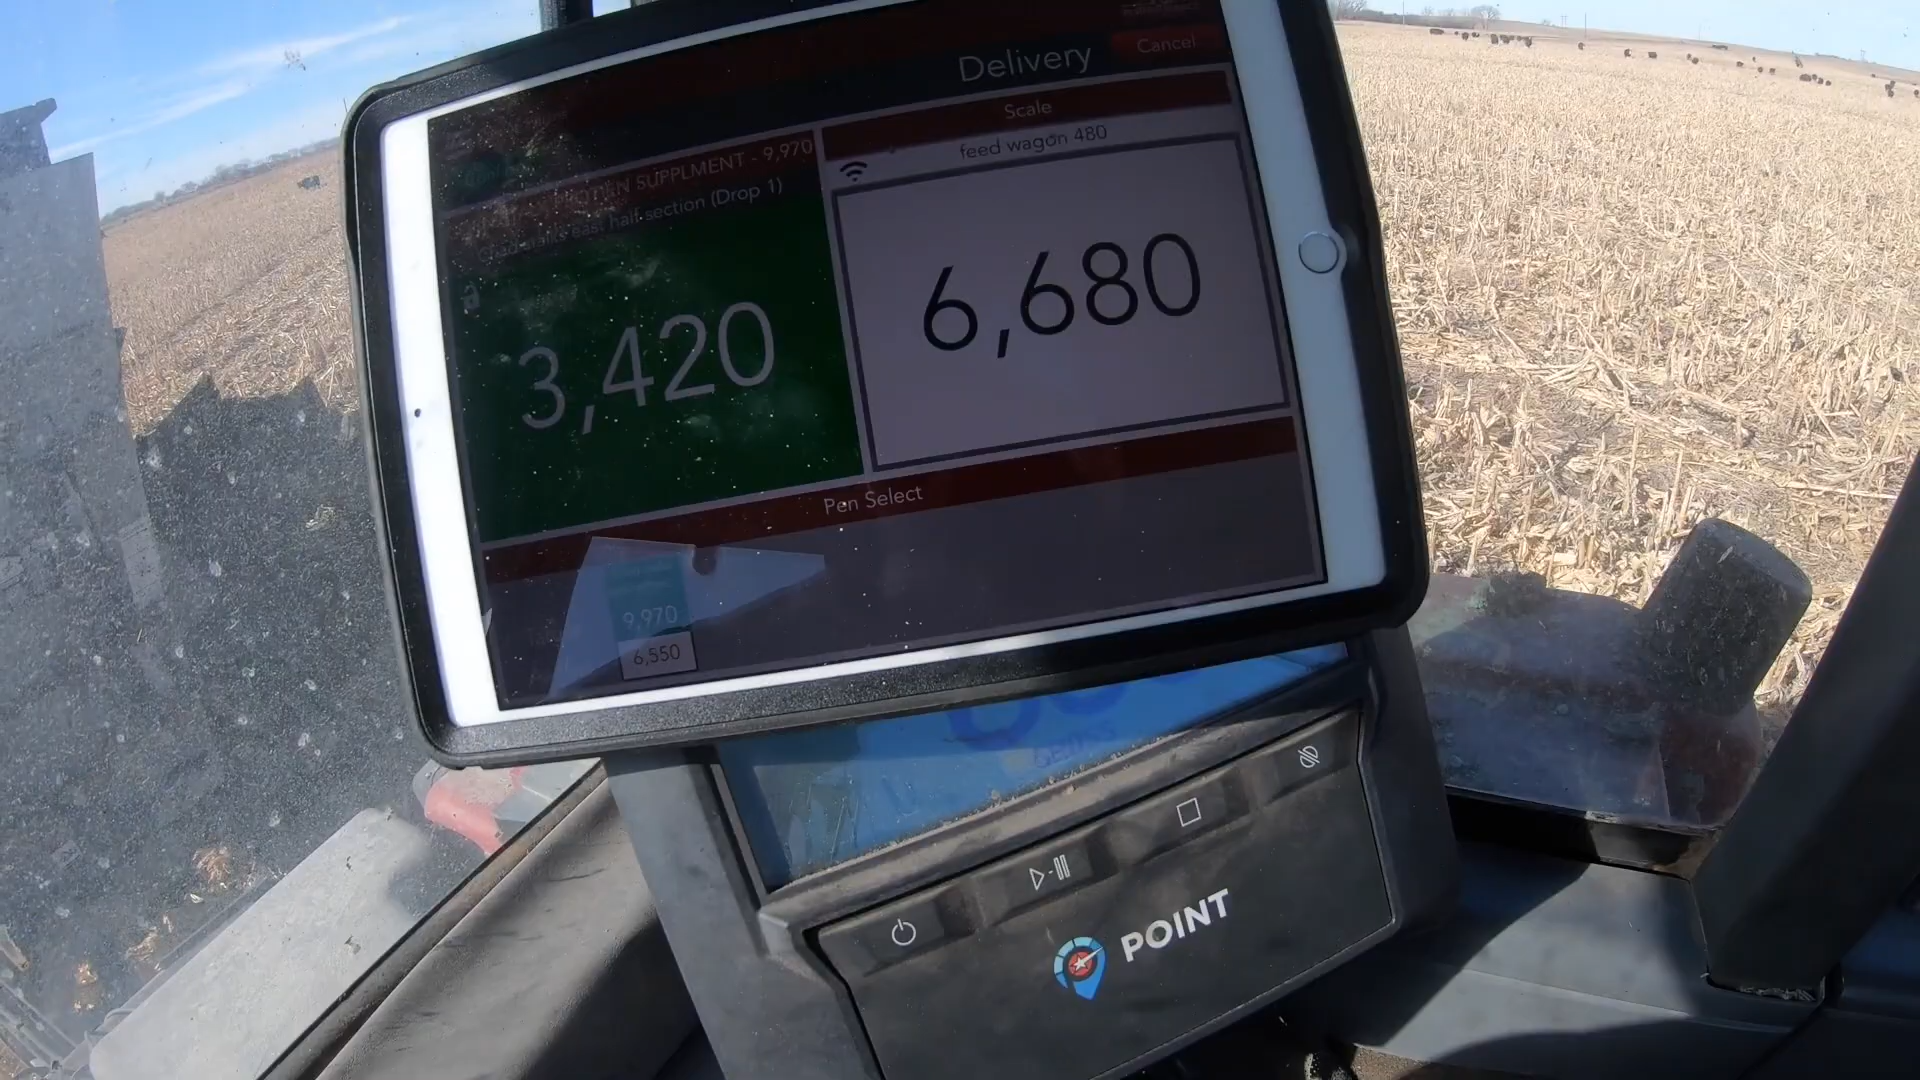 Delivery
Cancel
SUPPLMENT - 9,970
east half section (Drop 1)
3,420
Scale
feed wagon 480
6,680
Pen Select
9,970
6,550
POINT